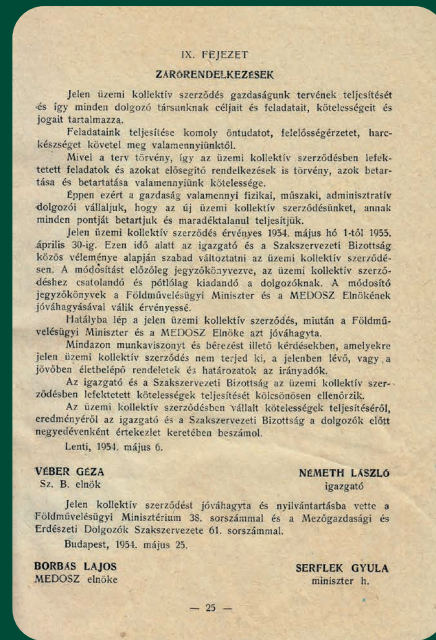 IX. FEJEZET
ZÁRÓRENDELKEZÉSEK
Jelen üzemi kollektív szerződés gazdaságunk tervének teljesítését
és így minden dolgozó társunknak céljait és feladatait, kötelességeit és
jogait tartalmazza.
Feladataink teljesítése komoly öntudatot, felelősségérzetet, harc-
készséget követel meg valamennyiünktől.
Mivel a terv törvény, így az üzemi kollektív szerződésben lefek-
tetett feladatok és azokat elősegítő rendelkezések is törvény, azok betar-
tása és betartatása valamennyiünk kötelessége.
Éppen ezért a gazdaság valamennyi fizikai, műszaki, adminisztratív
dolgozói vállaljuk, hogy az új üzemi kollektív szerződésünket, annak
minden pontját betartjuk és maradéktalanul teljesítjük.
Jelen üzemi kollektív szerződés érvényes 1954. május hó 1-től 1955.
április 30-ig. Ezen idő alatt az igazgató és a Szakszervezeti Bizottság
közös véleménye alapján szabad változtatni az üzemi kollektív szerződé-
sen. A módósítást előzőleg jegyzőkönyvezve, az üzemi kollektív szerző-
déshez csatolandó és pótlólag kiadandó a dolgozóknak. A módosító
jegyzőkönyvek a Földművelésügyi Miniszter és a MEDOSZ Elnökének
jóváhagyásával válik érvényessé.
Hatályba lép a jelen üzemi kollektív szerződés, miután a Földmű-
velésügyi Miniszter és a MEDOSZ Elnöke azt jóváhagyta.
Mindazon munkaviszonyt és bérezést illető kérdésekben, amelyekre
jelen üzemi kollektív szerződés nem terjed ki, a jelenben lévő, vagy a
jövőben életbelépő rendeletek és határozatok az irányadók.
Az igazgató és a Szakszervezeti Bizottság az üzemi kollektív szer-
ződésben lefektetett kötelességek teljesítését kölcsönösen ellenőrzik.
Az üzemi kollektív szerződésben vállalt kötelességek teljesítéséről,
eredményéről az igazgató és a Szakszervezeti Bizottság a dolgozók előtt
negyedévenként értekezlet keretében beszámol.
Lenti, 1954. május 6.
VÉBER GÉZA NÉMETH LÁSZLÓ
Sz. B. elnök igazgató
Jelen kollektív szerződést jóváhagyta és nyilvántartásba vette a
Földművelésügyi Minisztérium 38. sorszámmal és a Mezőgazdasági és
Erdészeti Dolgozók Szakszervezete 61. sorszámmal.
Budapest, 1954. május 25.
BORBÁS LAJOS SERFLEK GYULA
MEDOSZ elnöke miniszter h.
— 25 —